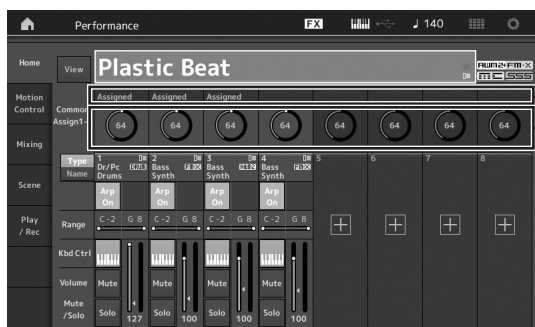 Performance FX ♩ 140
Home View Plastic Beat AWM2+FM-X
MC SSS
Motion Control
Common Assign1-
Assigned Assigned Assigned
64 64 64 64 64 64 64 64
Mixing
Type 1 2 3 4 5 6 7 8
Name Dr/Pc Bass Bass Bass
Drums Synth Synth Synth
Scene
Arp On Arp On Arp On Arp On
Play / Rec
Range C -2 G 8 C -2 G 8 C -2 G 8 C -2 G 8
Kbd Ctrl
Volume Mute Mute Mute Mute
Mute /Solo Solo 127 Solo 100 Solo 100 Solo 100